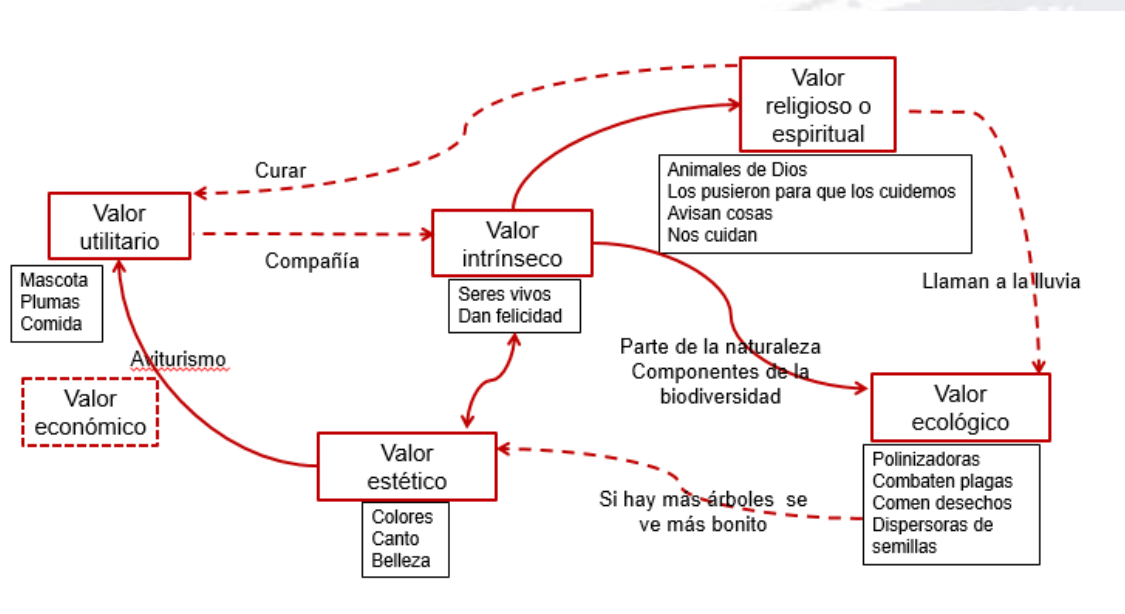 Valor
religioso o
espiritual
Animales de Dios
Los pusieron para que los cuidemos
Avisan cosas
Nos cuidan
Curar
Valor
utilitario
Mascota
Plumas
Comida
Compañía
Valor
intrínseco
Seres vivos
Dan felicidad
Llaman a la lluvia
Aviturismo
Valor
económico
Parte de la naturaleza
Componentes de la
biodiversidad
Valor
ecológico
Polinizadoras
Combaten plagas
Comen desechos
Dispersoras de
semillas
Valor
estético
Colores
Canto
Belleza
Si hay más árboles se
ve más bonito